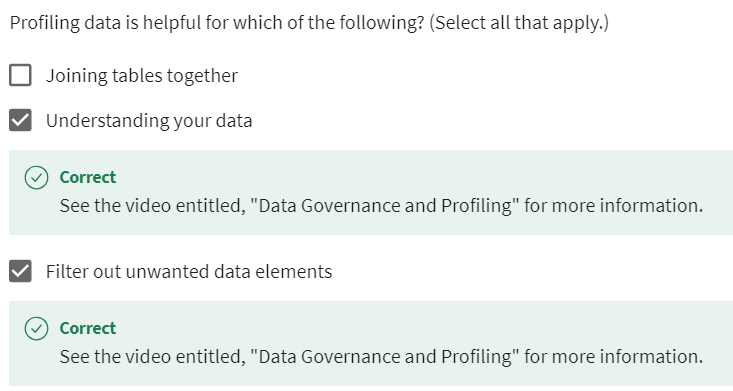 Profiling data is helpful for which of the following? (Select all that apply.)
Joining tables together
Understanding your data
Correct
See the video entitled, "Data Governance and Profiling" for more information.
Filter out unwanted data elements
Correct
See the video entitled, "Data Governance and Profiling" for more information.